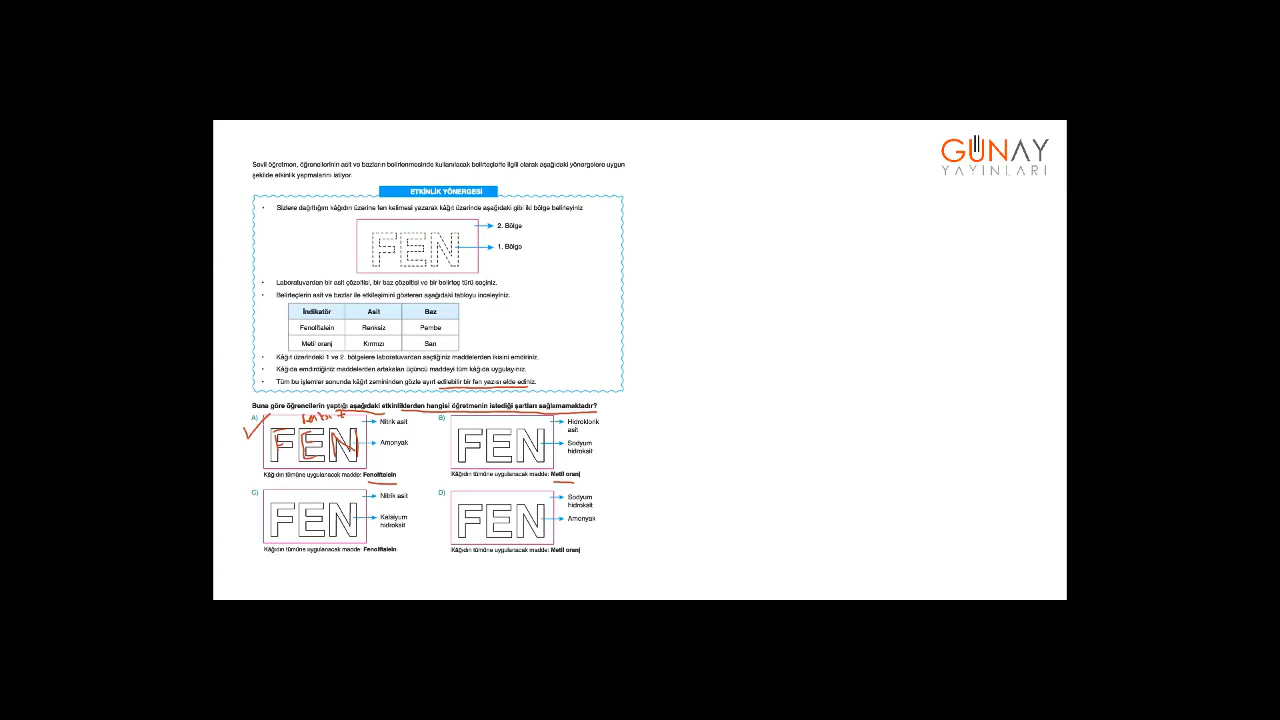 GÜNAY
YAYINLARI
Sevil öğretmen, öğrencilerinin asit ve bazların belirlenmesinde kullanılacak belirteçlerle ilgili olarak aşağıdaki yönergelere uygun
şekilde etkinlik yapmalarını istiyor.
ETKİNLİK YÖNERGESİ
• Sizlere dağıttığım kâğıdın üzerine fen kelimesi yazarak kâğıt üzerinde aşağıdaki gibi iki bölge belirleyiniz
FEN
2. Bölge
1. Bölge
• Laboratuvardan bir asit çözeltisi, bir baz çözeltisi ve bir belirteç türü seçiniz.
• Belirteçlerin asit ve bazlar ile etkileşimini gösteren aşağıdaki tabloyu inceleyiniz.
İndikatör Asit Baz
Fenolftalein Renksiz Pembe
Metil oranj Kırmızı Sarı
• Kâğıt üzerindeki 1 ve 2. bölgelere laboratuvardan seçtiğiniz maddelerden ikisini emdiriniz.
• Kâğıda emdirdiğiniz maddelerden artakalan üçüncü maddeyi tüm kâğıda uygulayınız.
• Tüm bu işlemler sonunda kâğıt zemininden gözle ayırt edilebilir bir fen yazısı elde ediniz.
Buna göre öğrencilerin yaptığı aşağıdaki etkinliklerden hangisi öğretmenin istediği şartları sağlamamaktadır?
A)
FEN
Nitrik asit
Amonyak
Kâğıdın tümüne uygulanacak madde: Fenolftalein
B)
FEN
Hidroklorik
asit
Sodyum
hidroksit
Kâğıdın tümüne uygulanacak madde: Metil oranj
C)
FEN
Nitrik asit
Kalsiyum
hidroksit
Kâğıdın tümüne uygulanacak madde: Fenolftalein
D)
FEN
Sodyum
hidroksit
Amonyak
Kâğıdın tümüne uygulanacak madde: Metil oranj